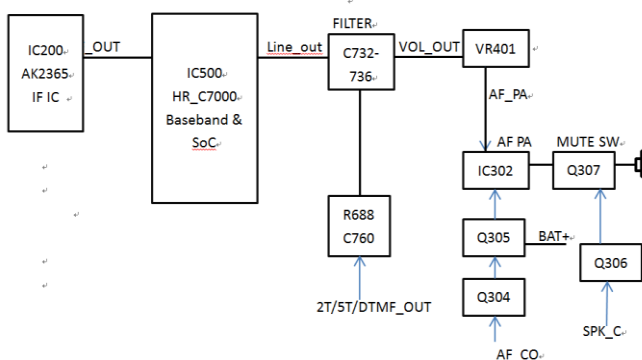 FILTER
IC200
AK2365
IF IC
_OUT
IC500
HR_C7000
Baseband &
SoC
Line_out
C732-
736
VOL_OUT
VR401
AF_PA
AF PA
MUTE SW
IC302
Q307
R688
C760
Q305
BAT+
Q306
2T/5T/DTMF_OUT
Q304
SPK_C
AF_CO